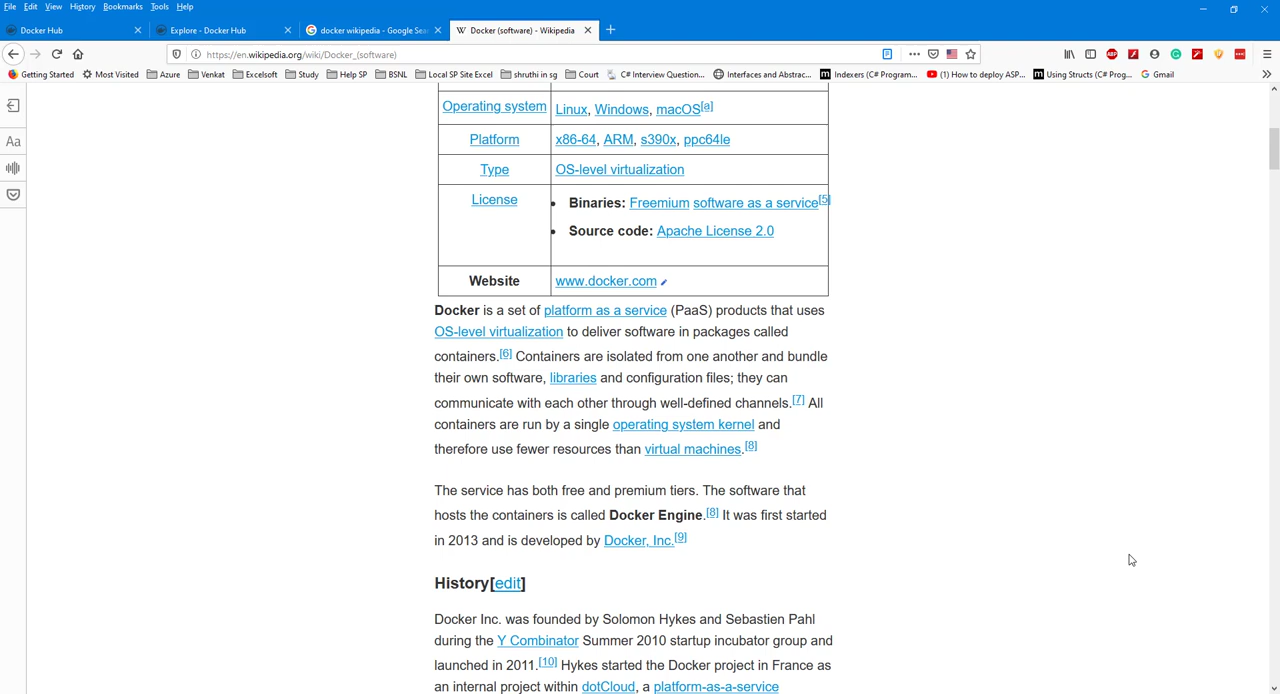 File Edit View History Bookmarks Tools Help
Docker Hub
Explore - Docker Hub
docker wikipedia - Google Sea
W Docker (software) - Wikipedia
https://en.wikipedia.org/wiki/Docker_(software)
Getting Started Most Visited Azure Venkat Excelsoft Study Help SP BSNL Local SP Site Excel shruthi in sg Court C# Interview Question... Interfaces and Abstrac... Indexers (C# Program... (1) How to deploy ASP... Using Structs (C# Prog... Gmail
Aa
Operating system Linux, Windows, macOS[a]
Platform x86-64, ARM, s390x, ppc64le
Type OS-level virtualization
License • Binaries: Freemium software as a service[5]
• Source code: Apache License 2.0
Website www.docker.com
Docker is a set of platform as a service (PaaS) products that uses
OS-level virtualization to deliver software in packages called
containers.[6] Containers are isolated from one another and bundle
their own software, libraries and configuration files; they can
communicate with each other through well-defined channels.[7] All
containers are run by a single operating system kernel and
therefore use fewer resources than virtual machines.[8]
The service has both free and premium tiers. The software that
hosts the containers is called Docker Engine.[8] It was first started
in 2013 and is developed by Docker, Inc.[9]
History[edit]
Docker Inc. was founded by Solomon Hykes and Sebastien Pahl
during the Y Combinator Summer 2010 startup incubator group and
launched in 2011.[10] Hykes started the Docker project in France as
an internal project within dotCloud, a platform-as-a-service